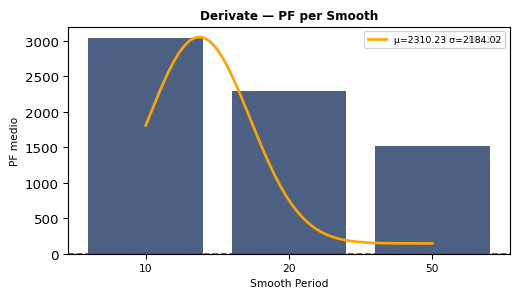 Derivate — PF per Smooth
μ=2310.23 σ=2184.02
3000
2500
2000
1500
1000
500
0
PF medio
10 20 50
Smooth Period